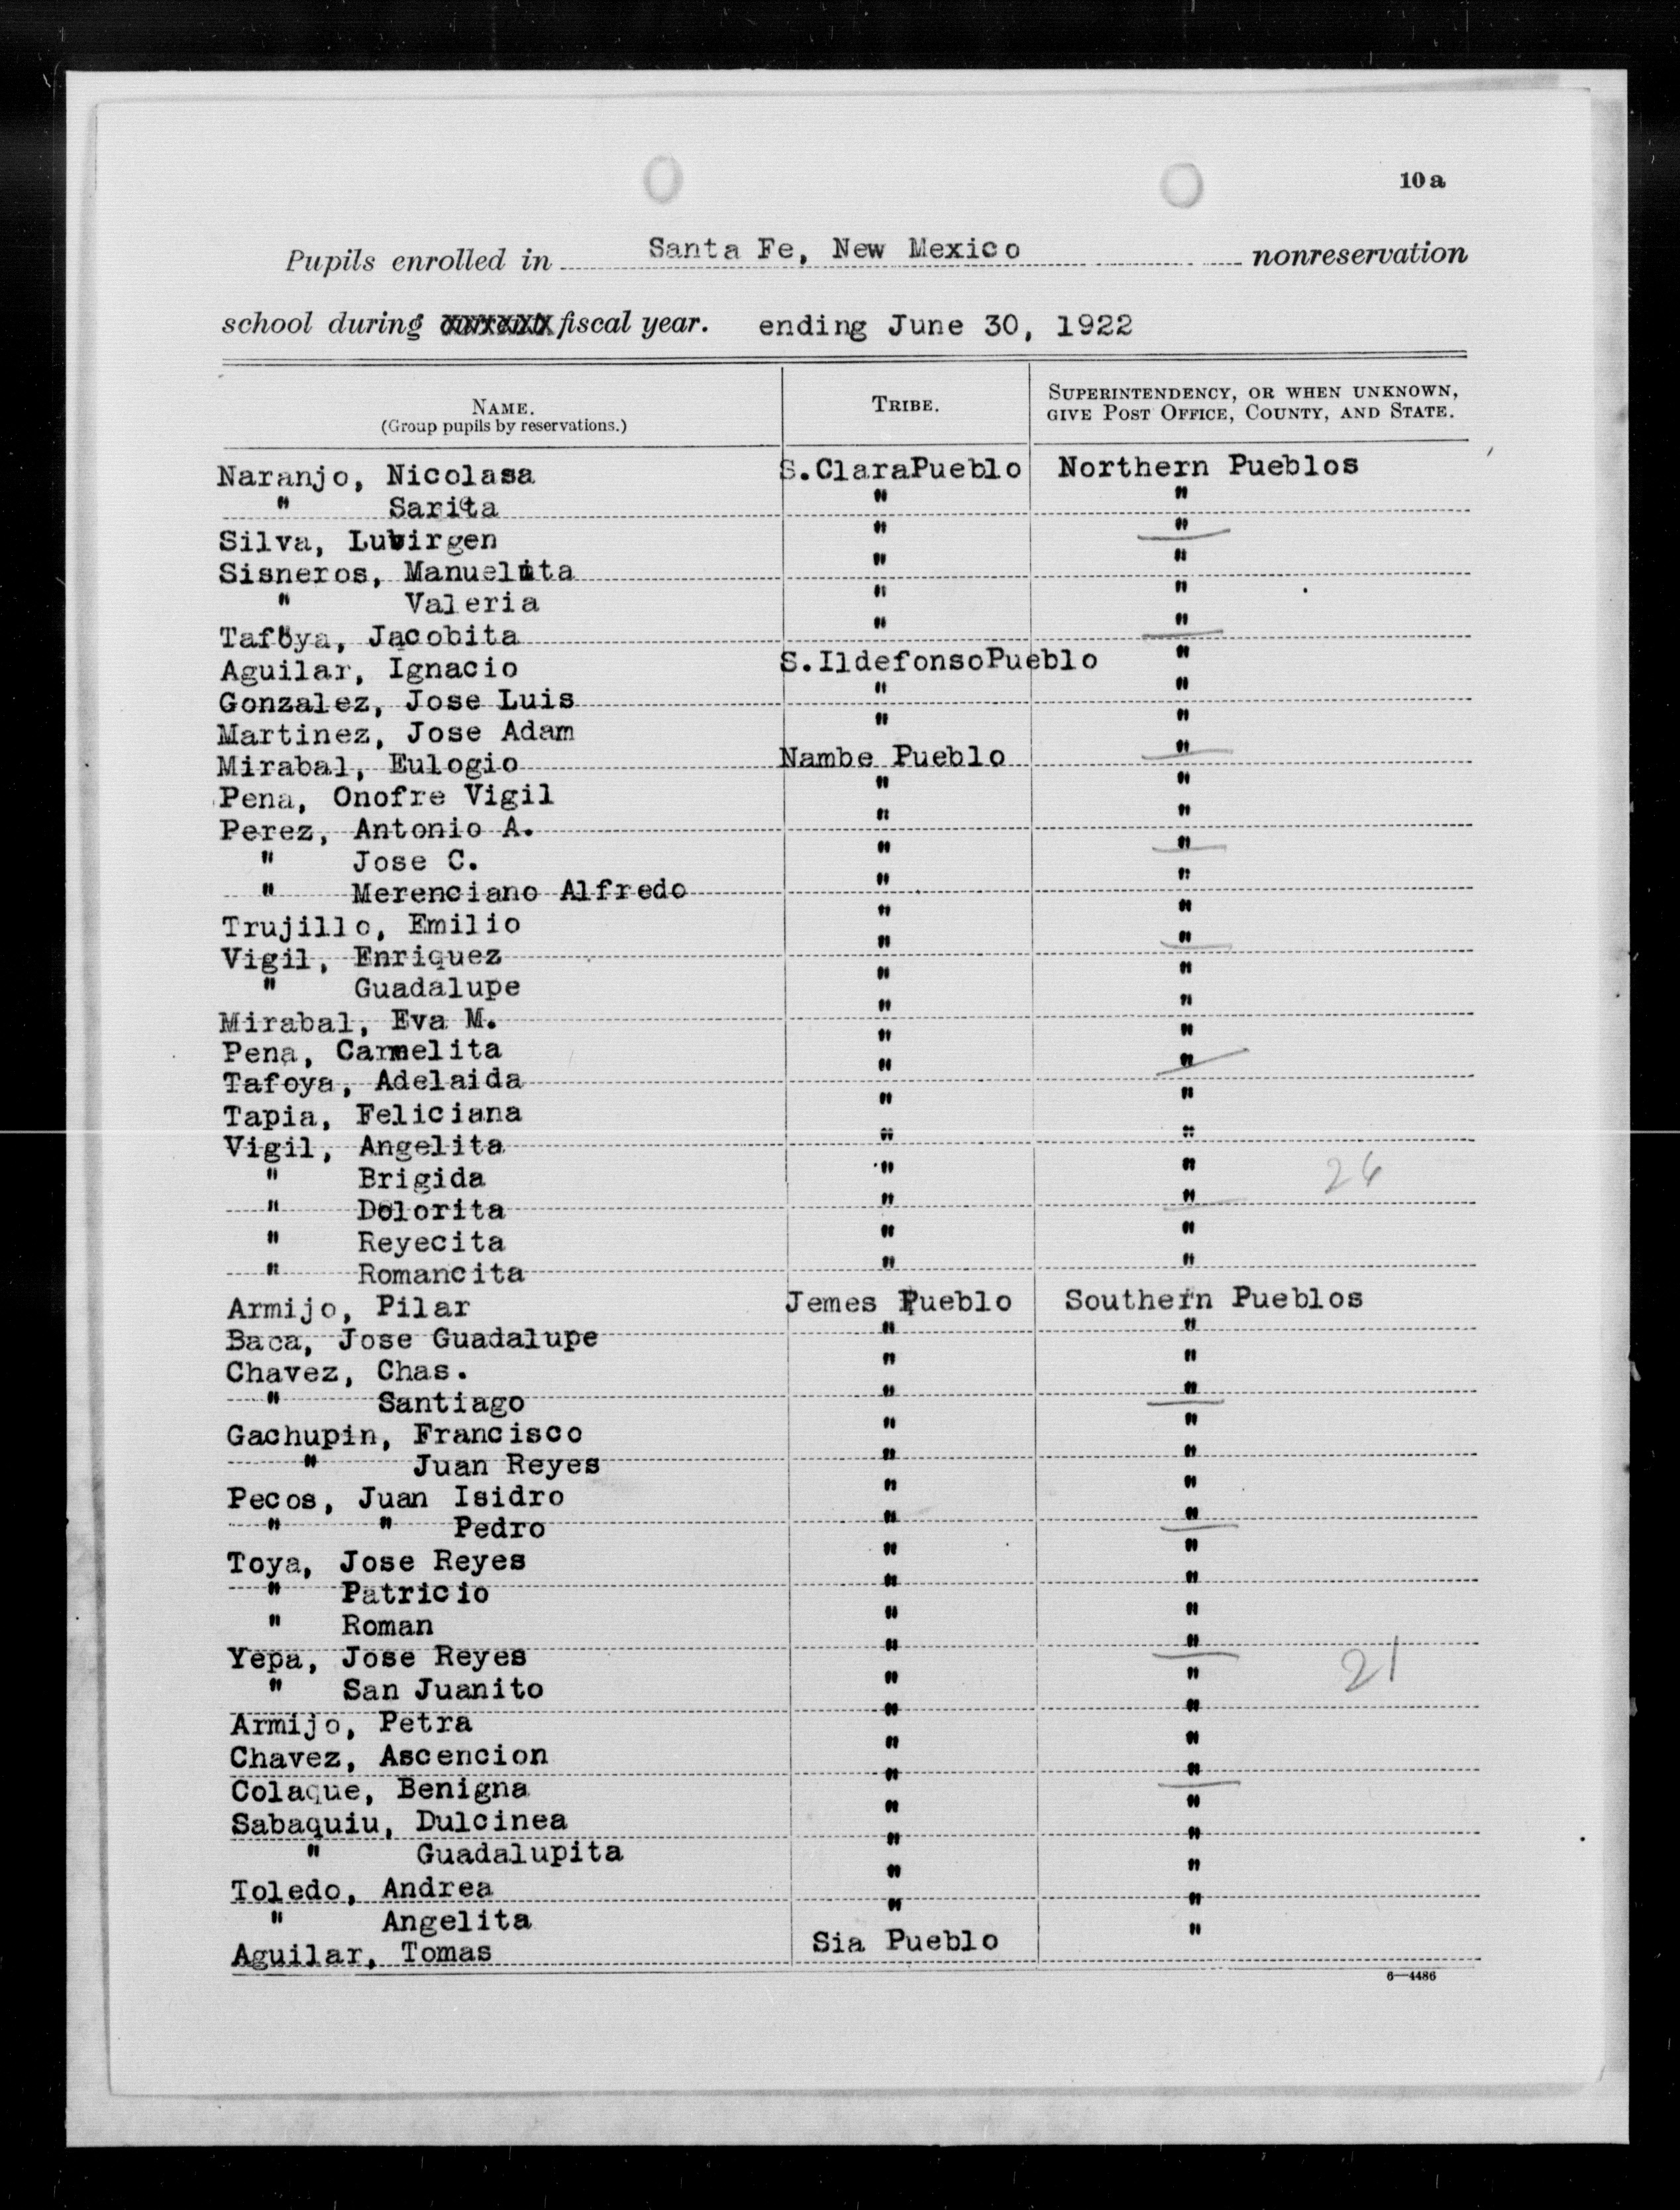 10a
Pupils enrolled in Santa Fe, New Mexico nonreservation
school during fiscal year. ending June 30, 1922
NAME. TRIBE. SUPERINTENDENCY, OR WHEN UNKNOWN,
(Group pupils by reservations.) GIVE POST OFFICE, COUNTY, AND STATE.
Naranjo, Nicolasa S.ClaraPueblo Northern Pueblos
" Sarita " "
Silva, Luvirgen " "
Sisneros, Manuelita " "
" Valeria " "
Tafoya, Jacobita " "
Aguilar, Ignacio S.IldefonsoPueblo "
Gonzalez, Jose Luis " "
Martinez, Jose Adam " "
Mirabal, Eulogio Nambe Pueblo "
Pena, Onofre Vigil " "
Perez, Antonio A. " "
" Jose C. " "
" Merenciano Alfredo " "
Trujillo, Emilio " "
Vigil, Enriquez " "
" Guadalupe " "
Mirabal, Eva M. " "
Pena, Carmelita " "
Tafoya, Adelaida " "
Tapia, Feliciana " "
Vigil, Angelita " "
" Brigida " " 26
" Delorita " "
" Reyecita " "
" Romancita " "
Armijo, Pilar Jemes Pueblo Southern Pueblos
Baca, Jose Guadalupe " "
Chavez, Chas. " "
" Santiago " "
Gachupin, Francisco " "
" Juan Reyes " "
Pecos, Juan Isidro " "
" " Pedro " "
Toya, Jose Reyes " "
" Patricio " "
" Roman " "
Yepa, Jose Reyes " "
" San Juanito " " 21
Armijo, Petra " "
Chavez, Ascencion " "
Colaque, Benigna " "
Sabaquiu, Dulcinea " "
" Guadalupita " "
Toledo, Andrea " "
" Angelita " "
Aguilar, Tomas Sia Pueblo "
6—4486